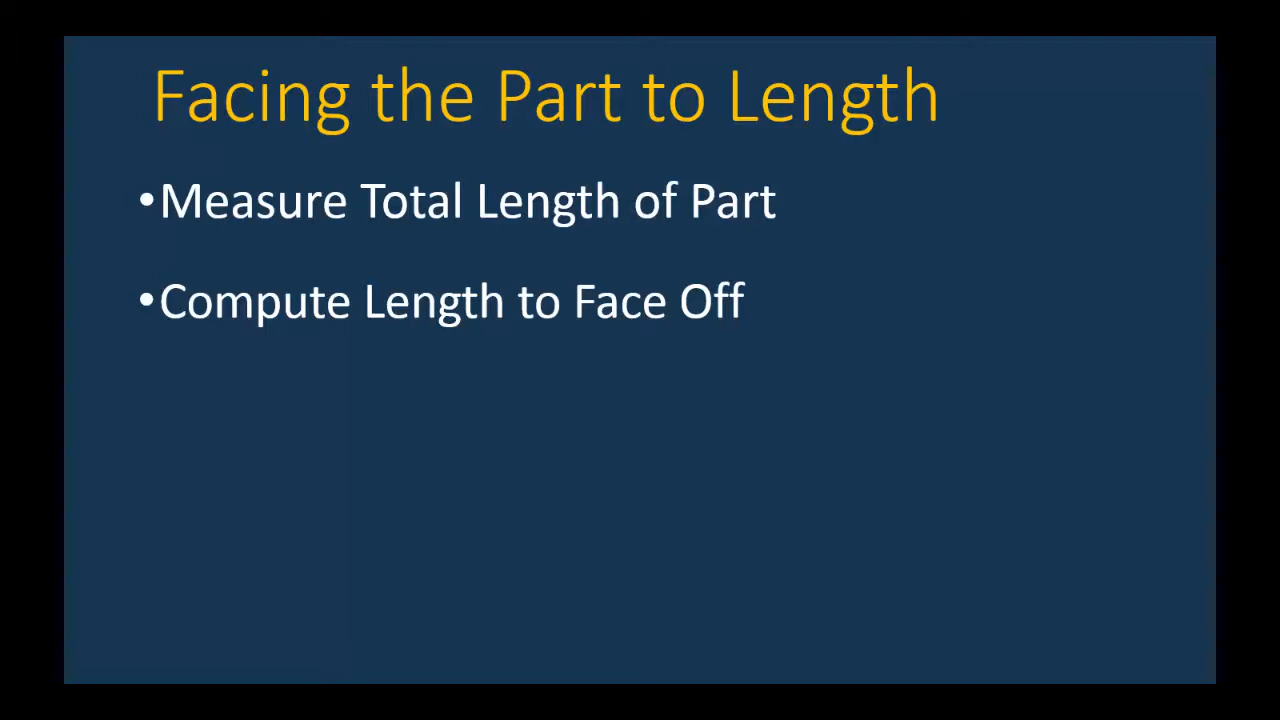 Facing the Part to Length
•Measure Total Length of Part
•Compute Length to Face Off